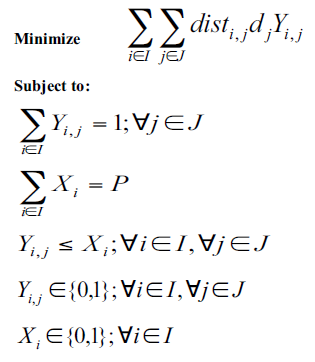 Minimize ∑_{i∈I} ∑_{j∈J} dist_{i,j} d_j Y_{i,j}
Subject to:
∑_{i∈I} Y_{i,j} = 1; ∀j∈J
∑_{i∈I} X_i = P
Y_{i,j} ≤ X_i; ∀i∈I, ∀j∈J
Y_{i,j} ∈{0,1}; ∀i∈I, ∀j∈J
X_i ∈{0,1}; ∀i∈I